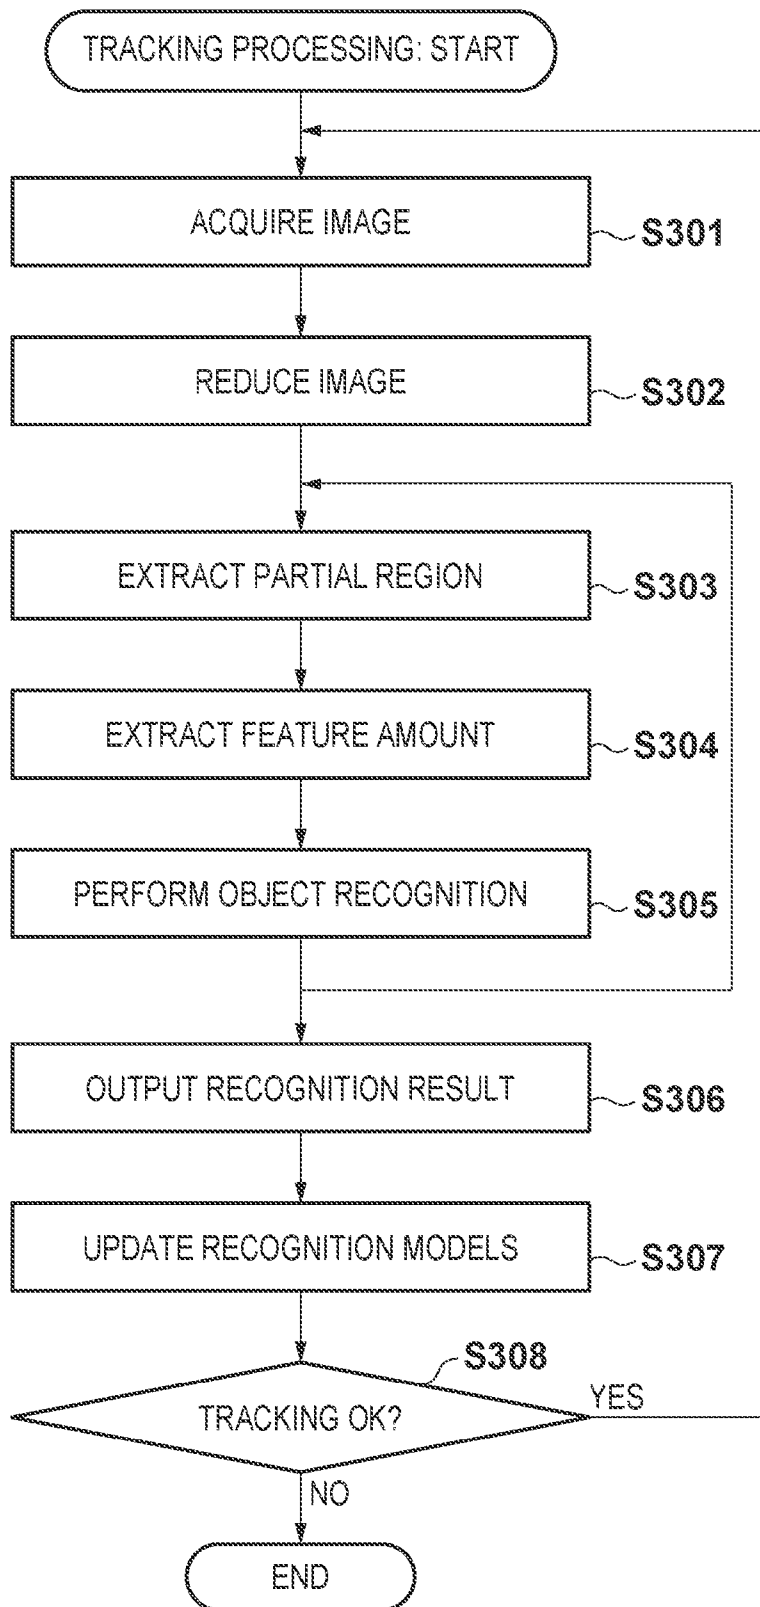 TRACKING PROCESSING: START
ACQUIRE IMAGE
S301
REDUCE IMAGE
S302
EXTRACT PARTIAL REGION
S303
EXTRACT FEATURE AMOUNT
S304
PERFORM OBJECT RECOGNITION
S305
OUTPUT RECOGNITION RESULT
S306
UPDATE RECOGNITION MODELS
S307
S308
TRACKING OK?
YES
NO
END